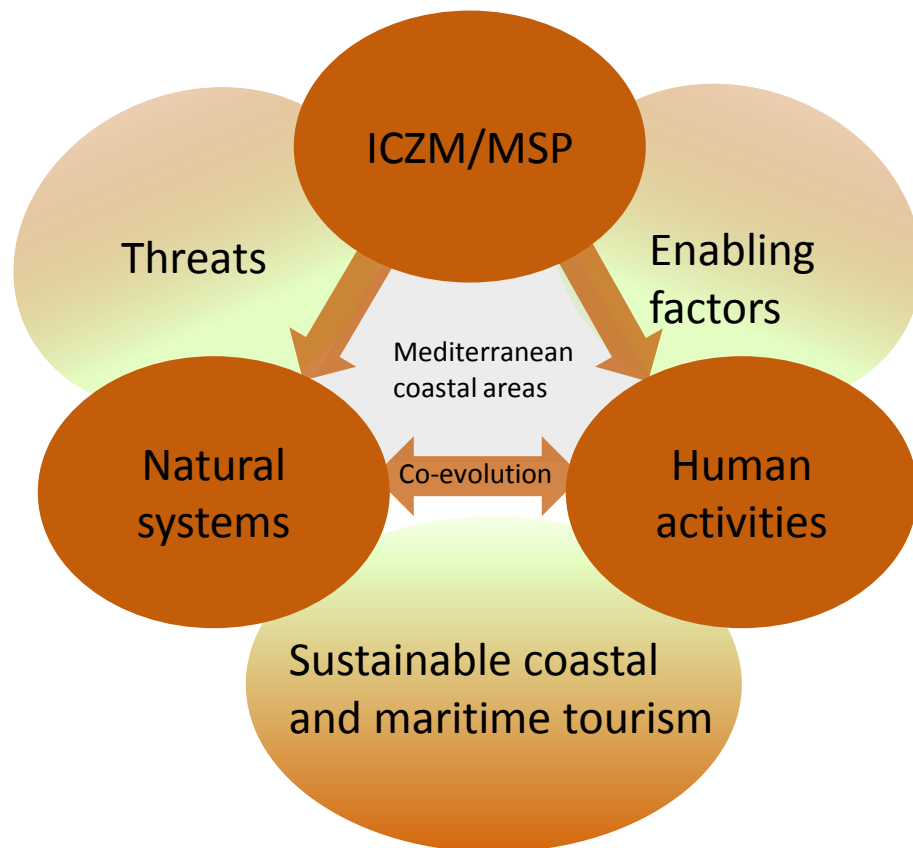 ICZM/MSP
Threats
Enabling
factors
Mediterranean
coastal areas
Natural
systems
Co-evolution
Human
activities
Sustainable coastal
and maritime tourism